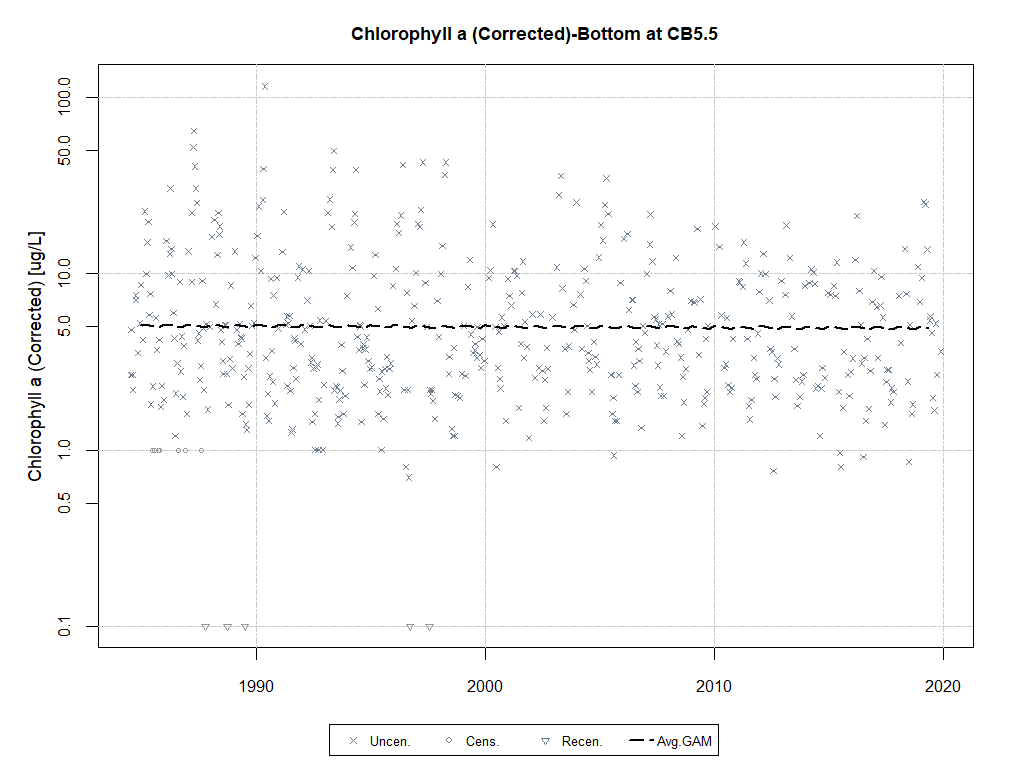 Chlorophyll a (Corrected)-Bottom at CB5.5
Chlorophyll a (Corrected) [ug/L]
100.0
50.0
10.0
5.0
1.0
0.5
0.1
1990 2000 2010 2020
Uncen. Cens. Recen. Avg.GAM